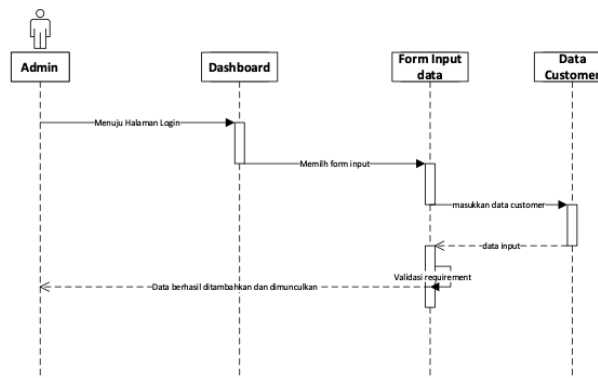 Admin
Dashboard
Form Input
data
Data
Customer
Menuju Halaman Login
Memilh form input
masukkan data customer
data input
Validasi requirement
Data berhasil ditambahkan dan dimunculkan